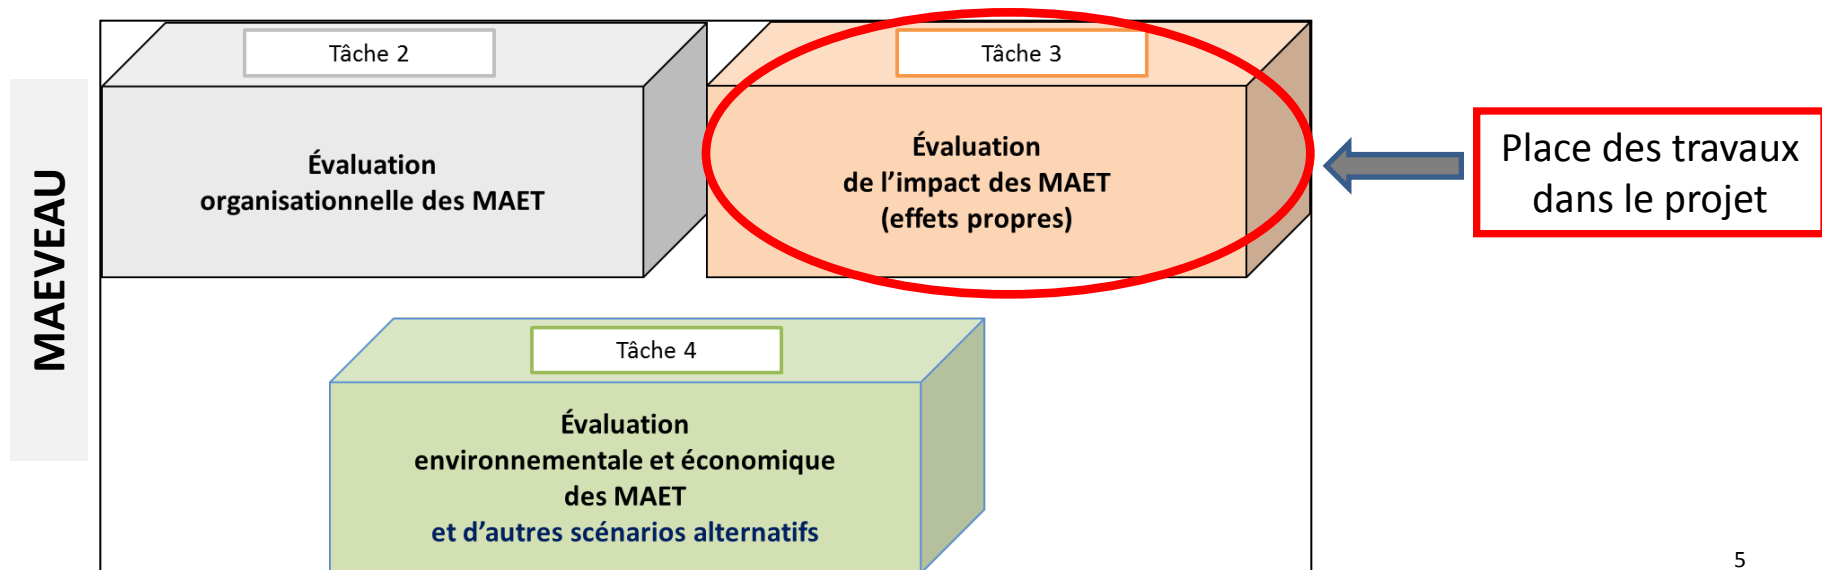 MAEVEAU
Tâche 2
Évaluation
organisationnelle des MAET
Tâche 3
Évaluation
de l'impact des MAET
(effets propres)
Place des travaux
dans le projet
Tâche 4
Évaluation
environnementale et économique
des MAET
et d'autres scénarios alternatifs
5